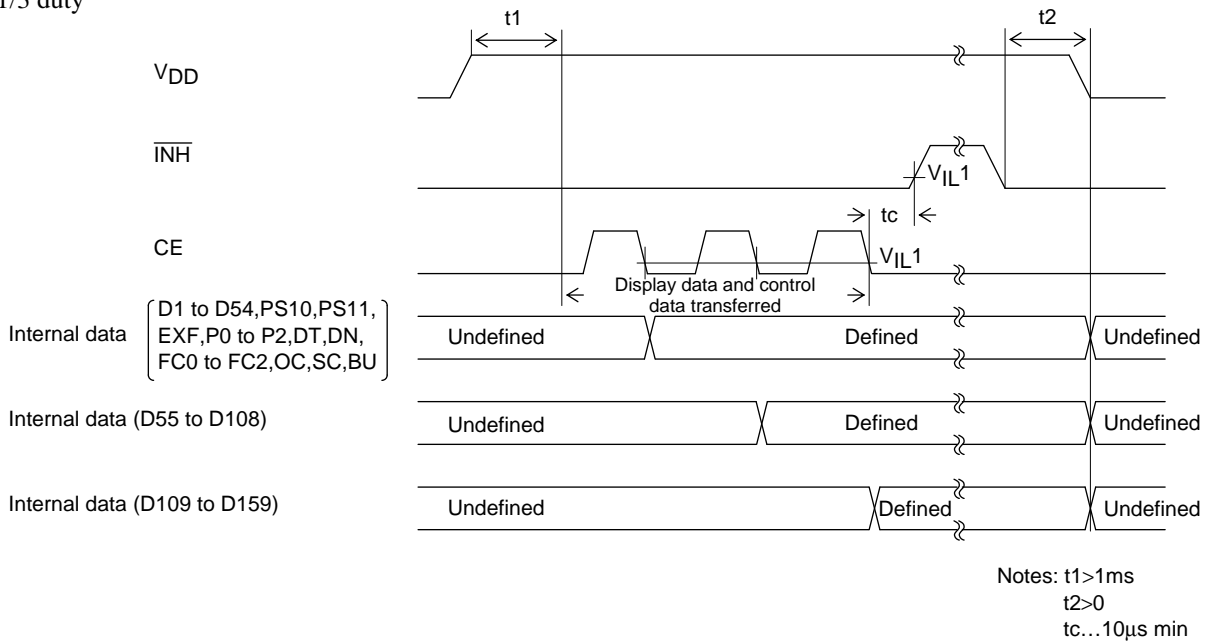 1/3 duty
t1
t2
VDD
INH
VIL1
tc
CE
VIL1
Display data and control
data transferred
Internal data
D1 to D54,PS10,PS11,
EXF,P0 to P2,DT,DN,
FC0 to FC2,OC,SC,BU
Undefined
Defined
Undefined
Internal data (D55 to D108)
Undefined
Defined
Undefined
Internal data (D109 to D159)
Undefined
Defined
Undefined
Notes: t1>1ms
t2>0
tc…10μs min